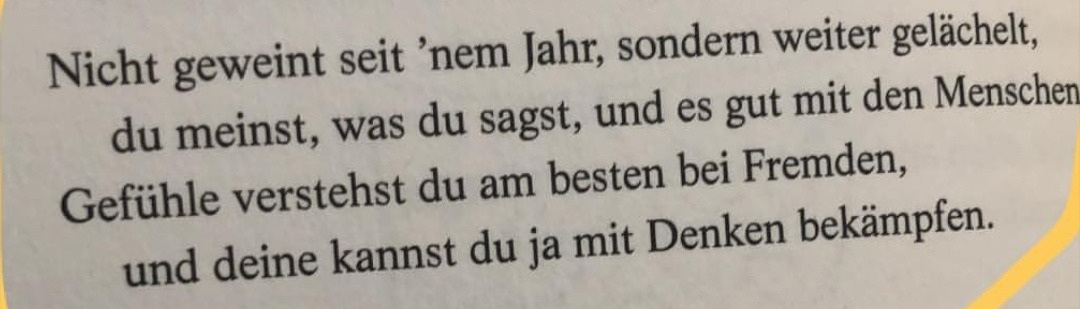 Nicht geweint seit ’nem Jahr, sondern weiter gelächelt,
du meinst, was du sagst, und es gut mit den Menschen
Gefühle verstehst du am besten bei Fremden,
und deine kannst du ja mit Denken bekämpfen.